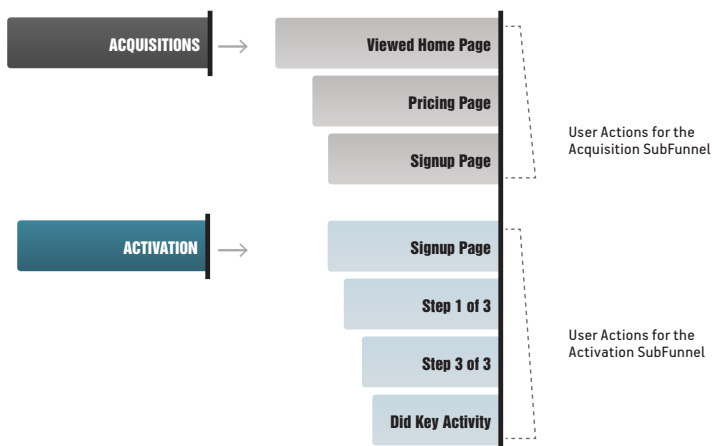 ACQUISITIONS
Viewed Home Page
Pricing Page
Signup Page
User Actions for the
Acquisition SubFunnel
ACTIVATION
Signup Page
Step 1 of 3
Step 3 of 3
Did Key Activity
User Actions for the
Activation SubFunnel